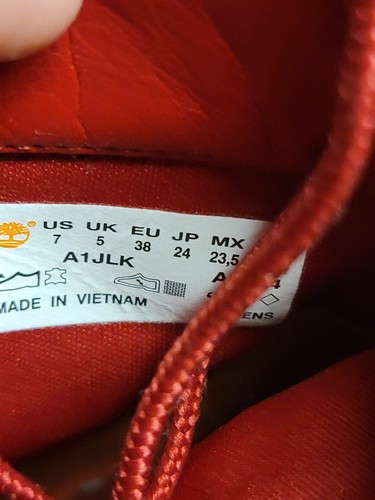 US UK EU JP MX
7 5 38 24 23,5
A1JLK
MADE IN VIETNAM